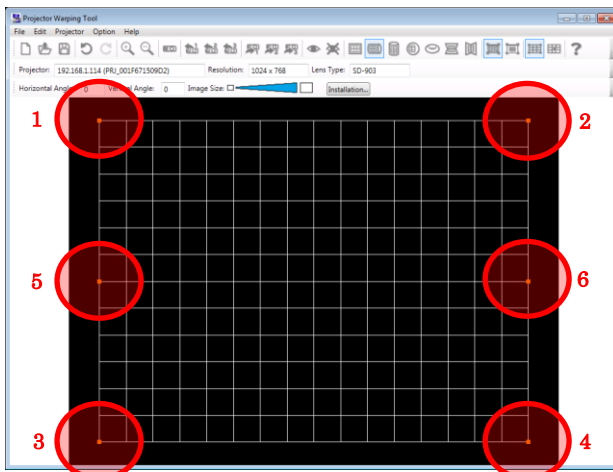 Projector Warping Tool
File Edit Projector Option Help
Projector: 192.168.1.114 (PRJ_001F671509D2) Resolution: 1024 x 768 Lens Type: SD-903
Horizontal Angle: 0 Vertical Angle: 0 Image Size: Installation...
1 2
5 6
3 4